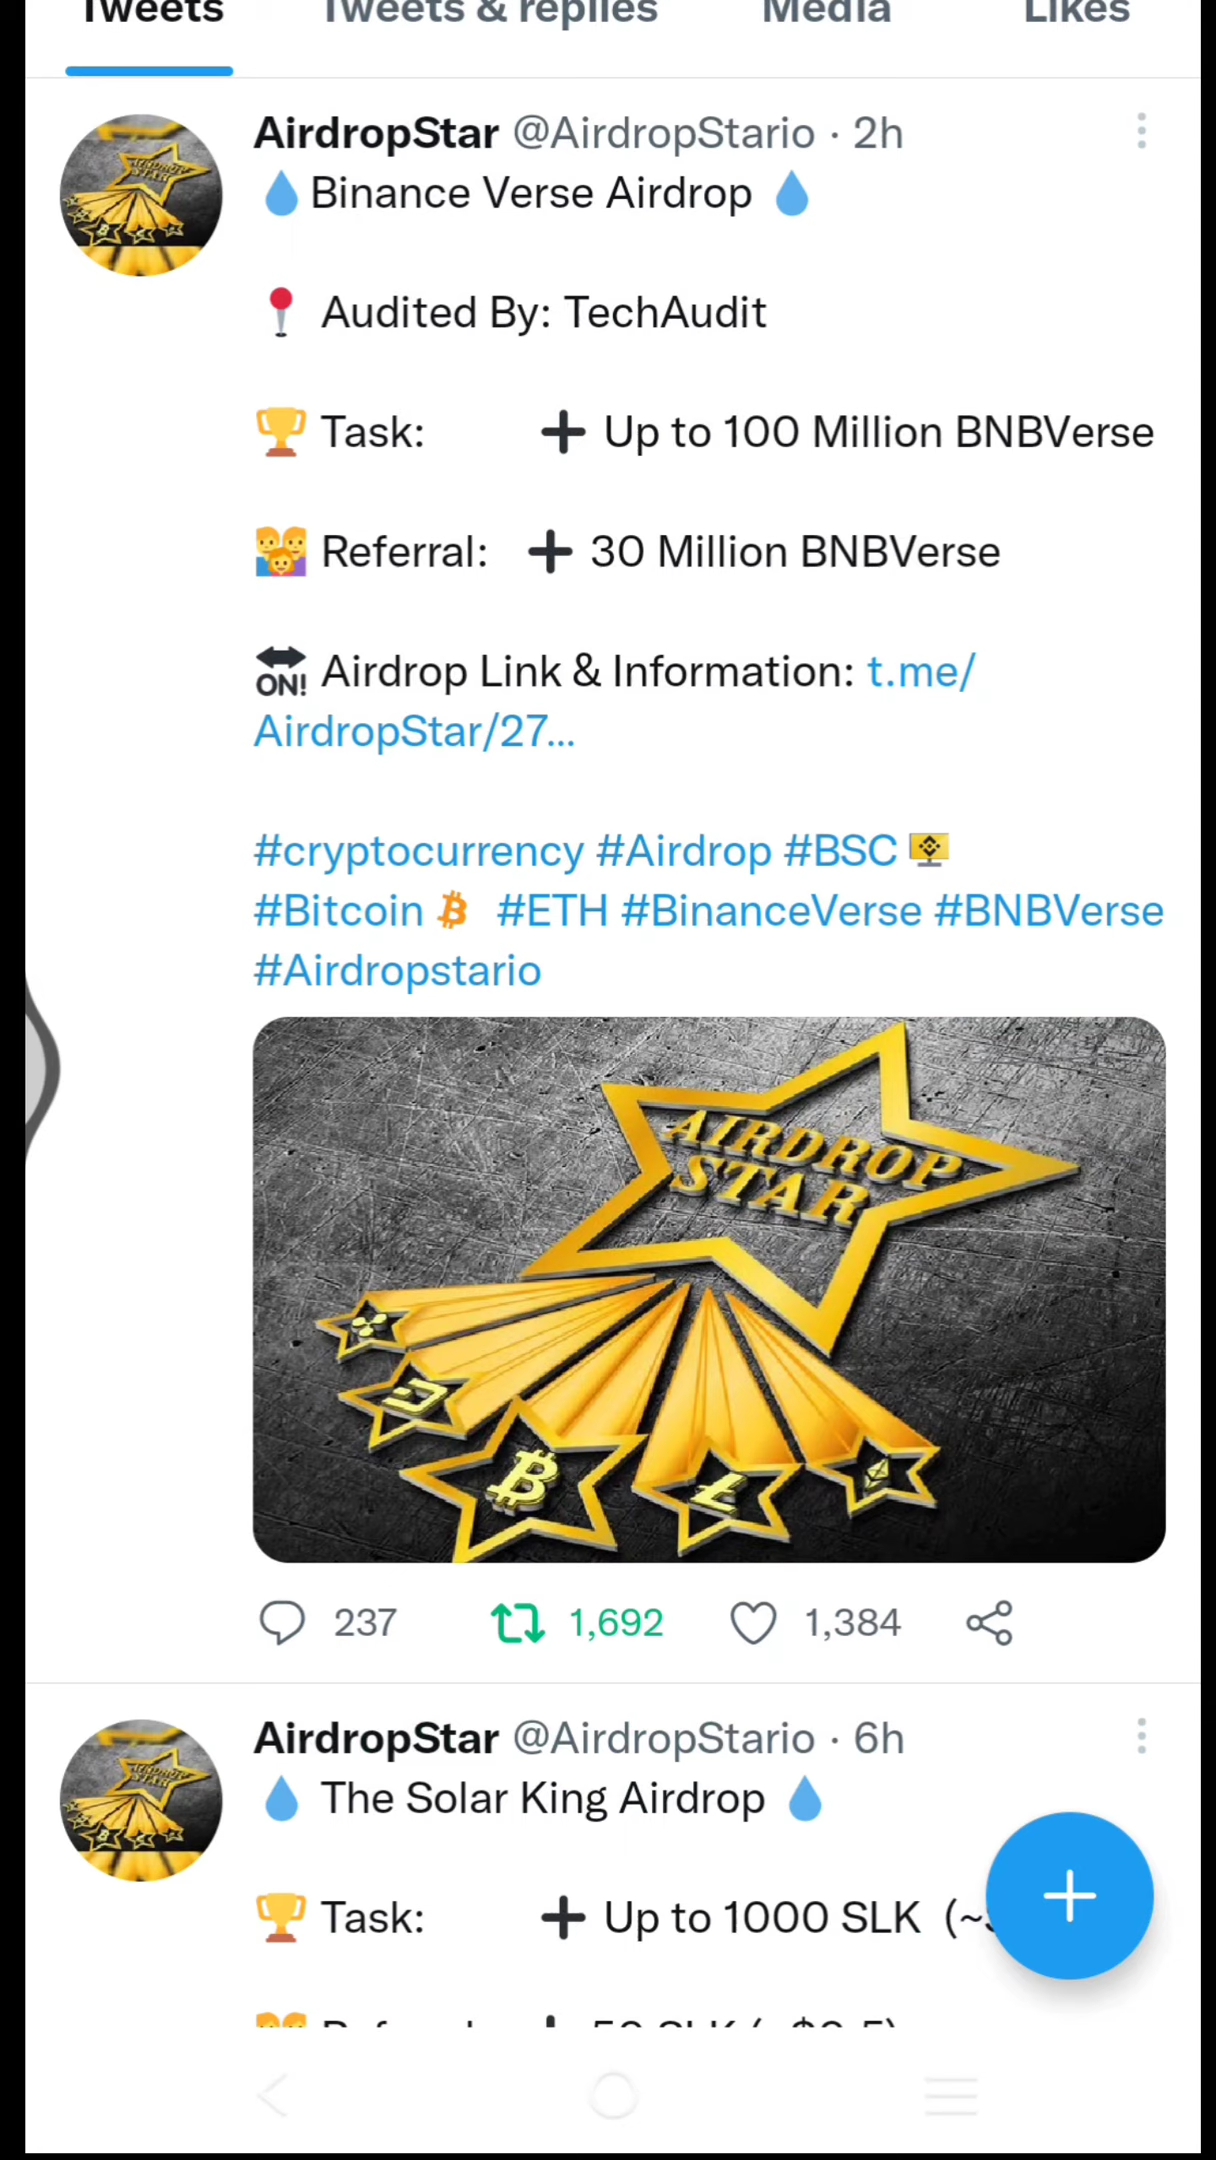 Tweets Tweets & replies Media Likes
AirdropStar @AirdropStario · 2h
💧Binance Verse Airdrop 💧
📍 Audited By: TechAudit
🏆 Task: ➕ Up to 100 Million BNBVerse
👨‍👩‍👧 Referral: ➕ 30 Million BNBVerse
🔛 Airdrop Link & Information: t.me/
AirdropStar/27...
#cryptocurrency #Airdrop #BSC
#Bitcoin #ETH #BinanceVerse #BNBVerse
#Airdropstario
AIRDROP
STAR
237 1,692 1,384
AirdropStar @AirdropStario · 6h
💧 The Solar King Airdrop 💧
🏆 Task: ➕ Up to 1000 SLK (~